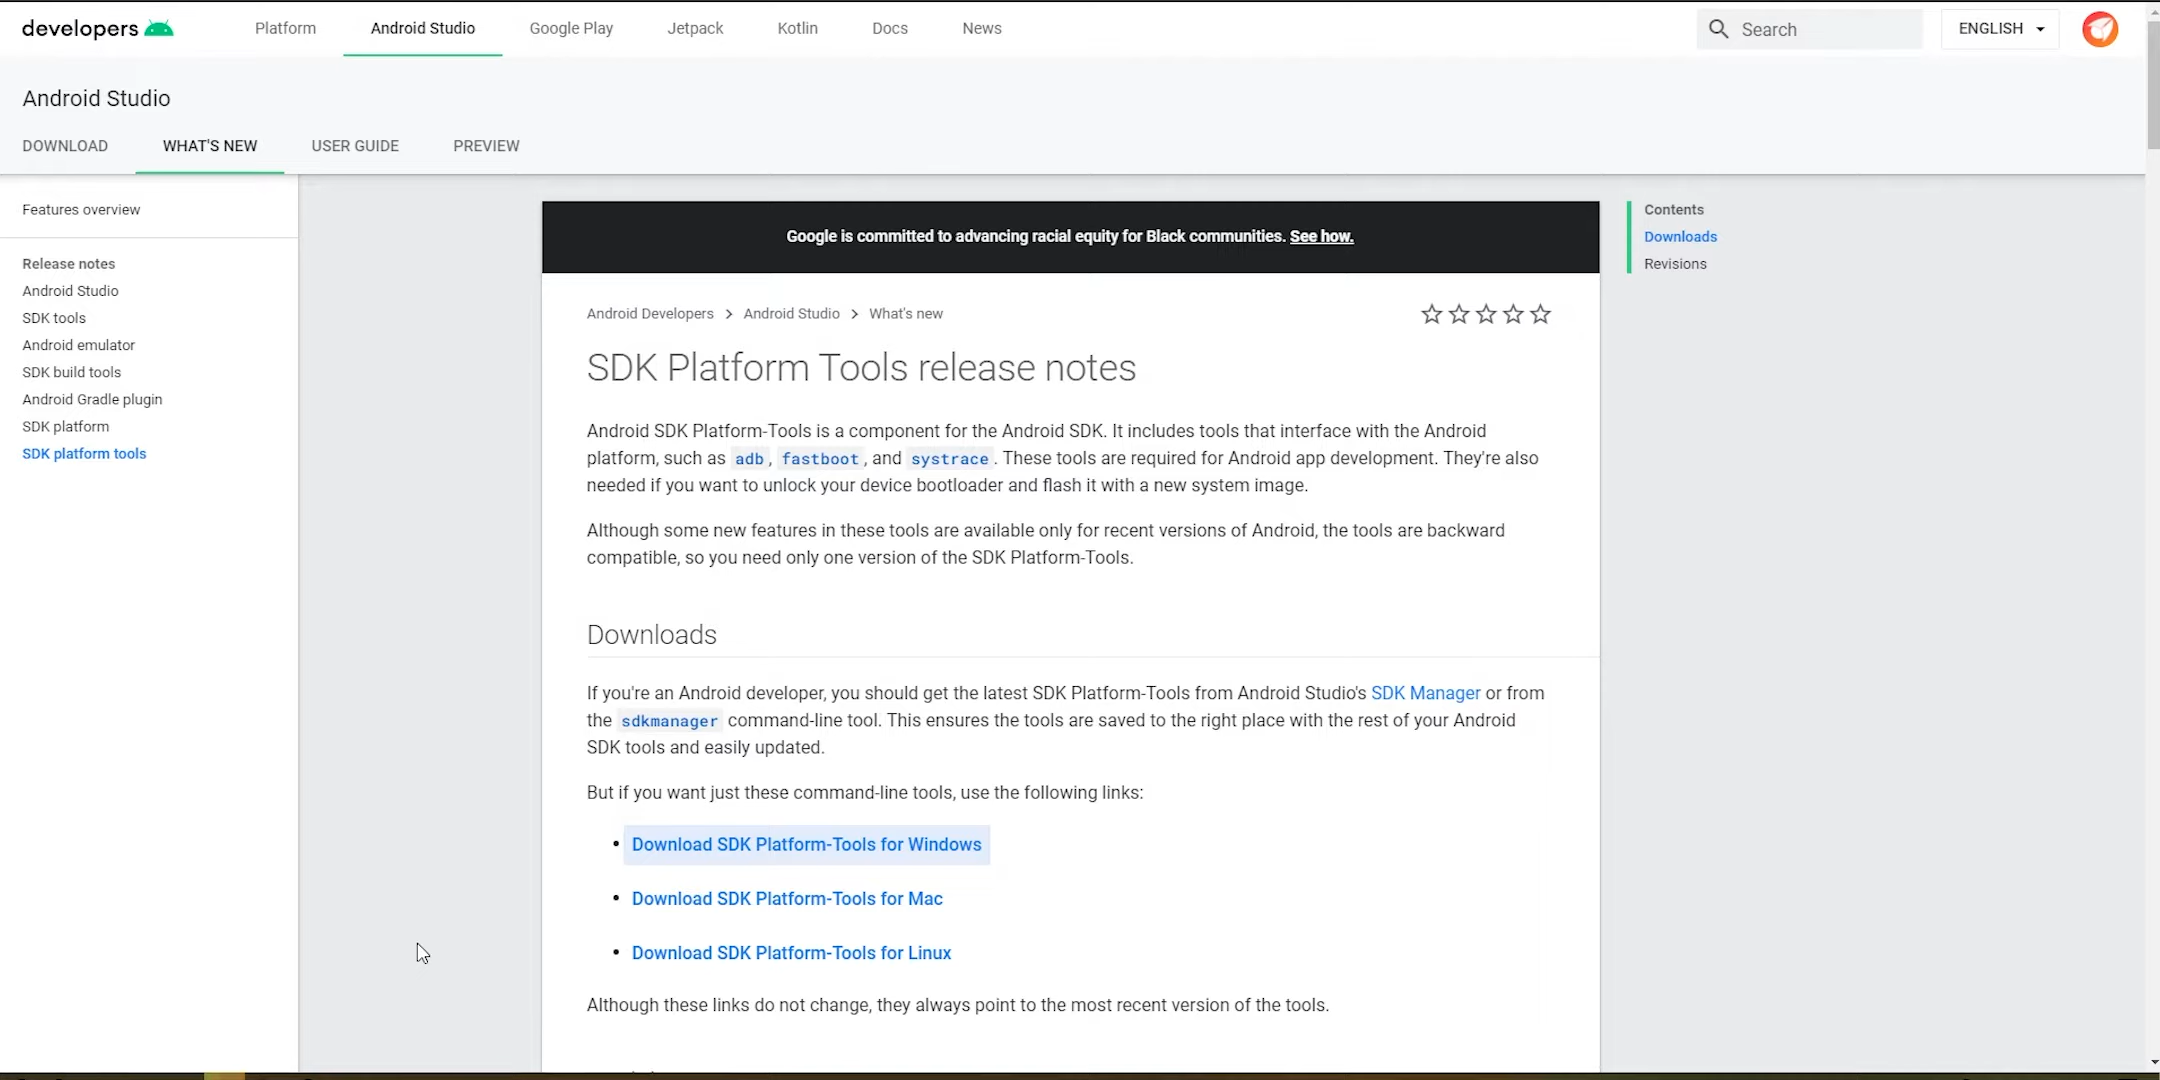 developers
Platform
Android Studio
Google Play
Jetpack
Kotlin
Docs
News
Search
ENGLISH
Android Studio
DOWNLOAD
WHAT'S NEW
USER GUIDE
PREVIEW
Features overview
Release notes
Android Studio
SDK tools
Android emulator
SDK build tools
Android Gradle plugin
SDK platform
SDK platform tools
Google is committed to advancing racial equity for Black communities. See how.
Android Developers > Android Studio > What's new
SDK Platform Tools release notes
Android SDK Platform-Tools is a component for the Android SDK. It includes tools that interface with the Android
platform, such as adb, fastboot, and systrace. These tools are required for Android app development. They're also
needed if you want to unlock your device bootloader and flash it with a new system image.
Although some new features in these tools are available only for recent versions of Android, the tools are backward
compatible, so you need only one version of the SDK Platform-Tools.
Downloads
If you're an Android developer, you should get the latest SDK Platform-Tools from Android Studio's SDK Manager or from
the sdkmanager command-line tool. This ensures the tools are saved to the right place with the rest of your Android
SDK tools and easily updated.
But if you want just these command-line tools, use the following links:
• Download SDK Platform-Tools for Windows
• Download SDK Platform-Tools for Mac
• Download SDK Platform-Tools for Linux
Although these links do not change, they always point to the most recent version of the tools.
Contents
Downloads
Revisions